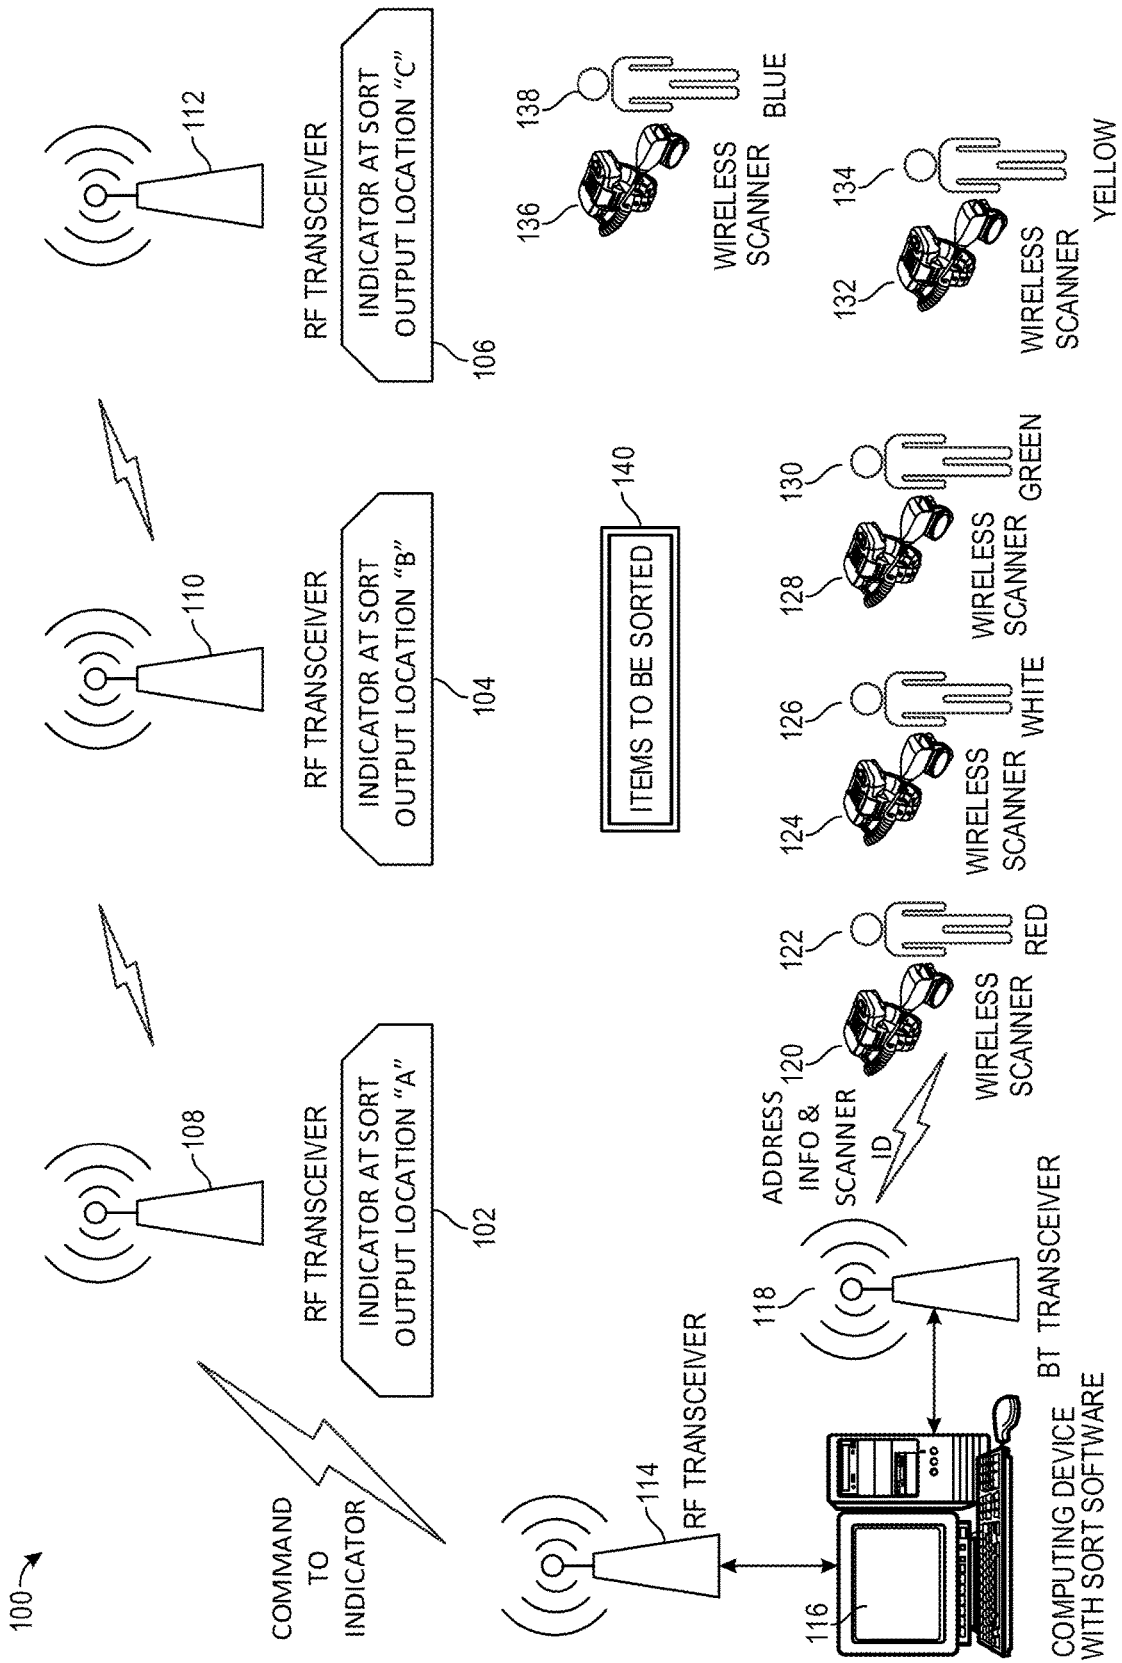 100
COMMAND
TO
INDICATOR
108
RF TRANSCEIVER
INDICATOR AT SORT
OUTPUT LOCATION "A"
102
110
RF TRANSCEIVER
INDICATOR AT SORT
OUTPUT LOCATION "B"
104
112
RF TRANSCEIVER
INDICATOR AT SORT
OUTPUT LOCATION "C"
106
114
RF TRANSCEIVER
116
COMPUTING DEVICE
WITH SORT SOFTWARE
118
BT TRANSCEIVER
ADDRESS
INFO &
SCANNER
ID
ITEMS TO BE SORTED
140
120
122
WIRELESS
SCANNER
RED
124
126
WIRELESS
SCANNER
WHITE
128
130
WIRELESS
SCANNER
GREEN
132
134
WIRELESS
SCANNER
YELLOW
136
138
WIRELESS
SCANNER
BLUE